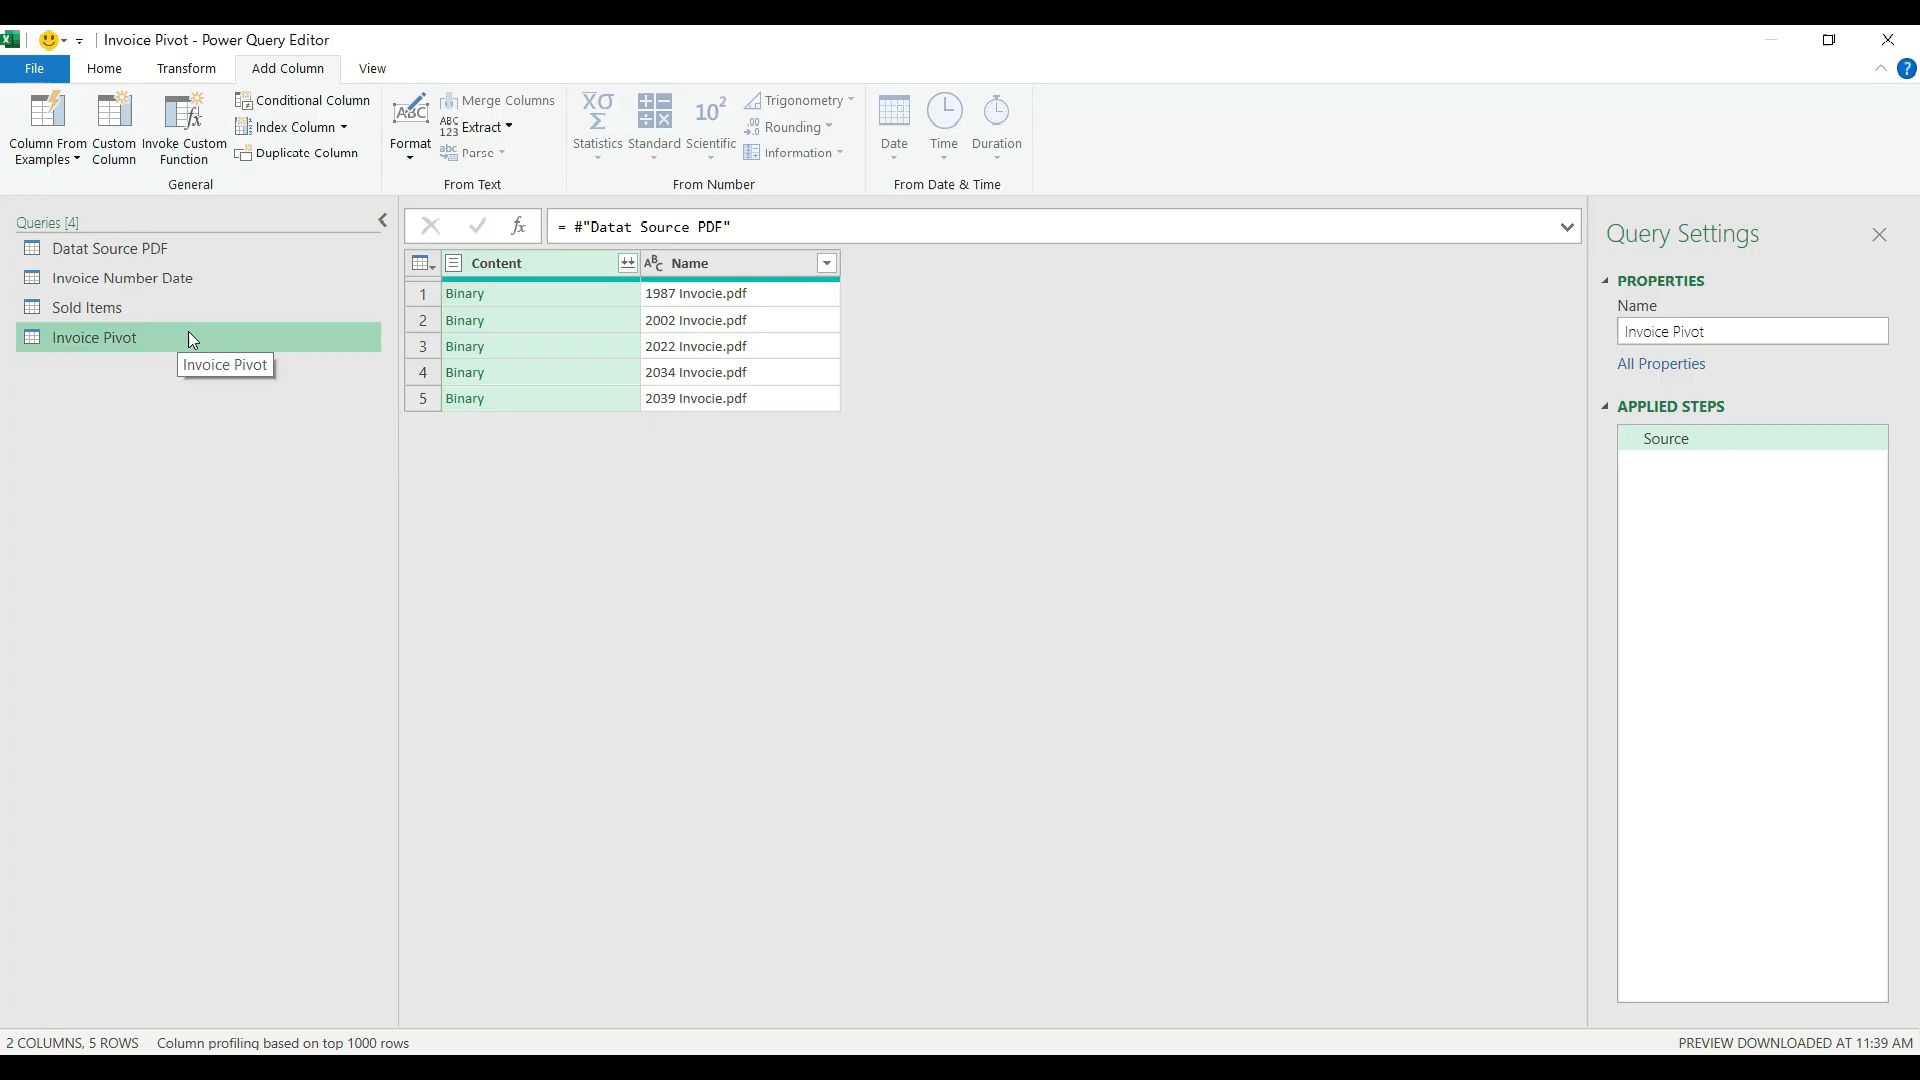 Invoice Pivot - Power Query Editor
File
Home
Transform
Add Column
View
Column From Examples
Custom Column
Invoke Custom Function
Conditional Column
Index Column
Duplicate Column
General
Format
Merge Columns
Extract
Parse
From Text
Statistics
Standard
Scientific
Trigonometry
Rounding
Information
From Number
Date
Time
Duration
From Date & Time
Queries [4]
Datat Source PDF
Invoice Number Date
Sold Items
Invoice Pivot
Invoice Pivot
= #"Datat Source PDF"
Content Name
1 Binary 1987 Invocie.pdf
2 Binary 2002 Invocie.pdf
3 Binary 2022 Invocie.pdf
4 Binary 2034 Invocie.pdf
5 Binary 2039 Invocie.pdf
Query Settings
PROPERTIES
Name
Invoice Pivot
All Properties
APPLIED STEPS
Source
2 COLUMNS, 5 ROWS Column profiling based on top 1000 rows
PREVIEW DOWNLOADED AT 11:39 AM